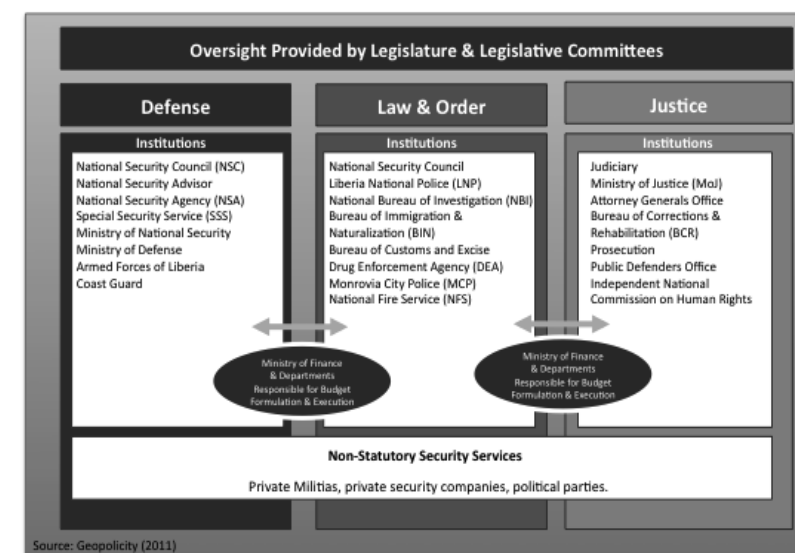 Oversight Provided by Legislature & Legislative Committees
Defense
Institutions
National Security Council (NSC)
National Security Advisor
National Security Agency (NSA)
Special Security Service (SSS)
Ministry of National Security
Ministry of Defense
Armed Forces of Liberia
Coast Guard
Law & Order
Institutions
National Security Council
Liberia National Police (LNP)
National Bureau of Investigation (NBI)
Bureau of Immigration &
Naturalization (BIN)
Bureau of Customs and Excise
Drug Enforcement Agency (DEA)
Monrovia City Police (MCP)
National Fire Service (NFS)
Justice
Institutions
Judiciary
Ministry of Justice (MoJ)
Attorney Generals Office
Bureau of Corrections &
Rehabilitation (BCR)
Prosecution
Public Defenders Office
Independent National
Commission on Human Rights
Ministry of Finance
& Departments
Responsible for Budget
Formulation & Execution
Ministry of Finance
& Departments
Responsible for Budget
Formulation & Execution
Non-Statutory Security Services
Private Militias, private security companies, political parties.
Source: Geopolicity (2011)